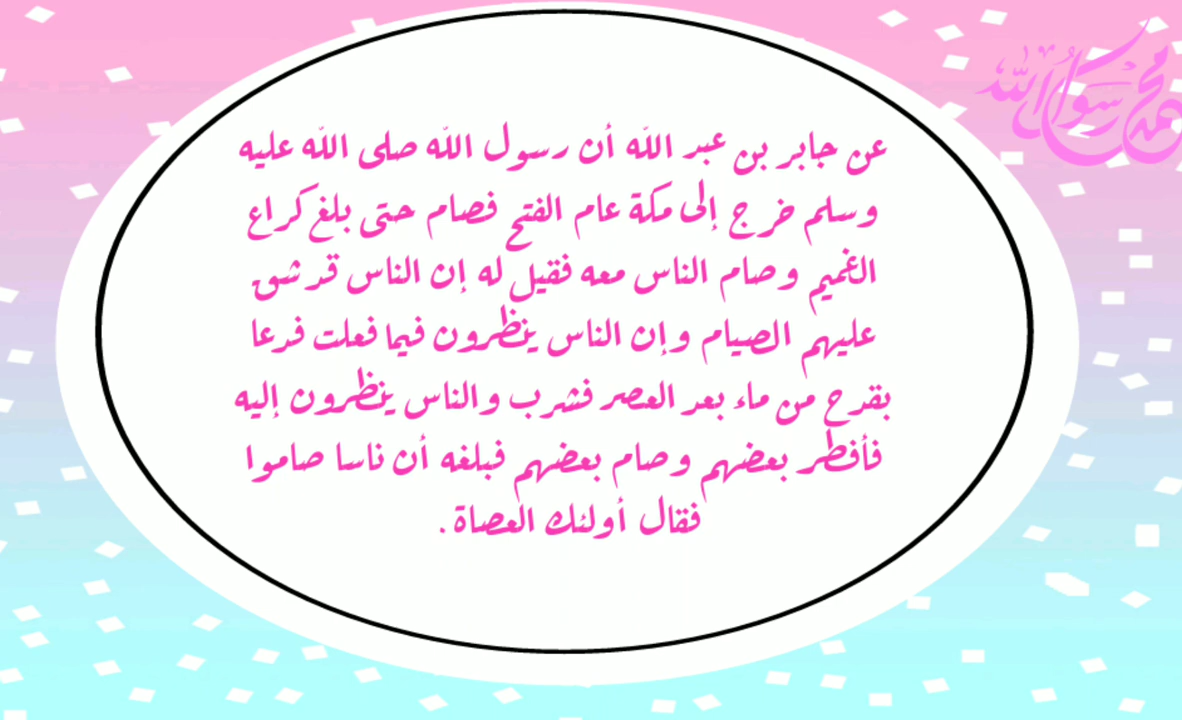 محمد رسول الله
عن جابر بن عبد الله أن رسول الله صلى الله عليه
وسلم خرج إلى مكة عام الفتح فصام حتى بلغ كراع
الغميم وصام الناس معه فقيل له إن الناس قد شق
عليهم الصيام وإن الناس ينظرون فيما فعلت فدعا
بقدح من ماء بعد العصر فشرب والناس ينظرون إليه
فأفطر بعضهم وصام بعضهم فبلغه أن ناسا صاموا
فقال أولئك العصاة .